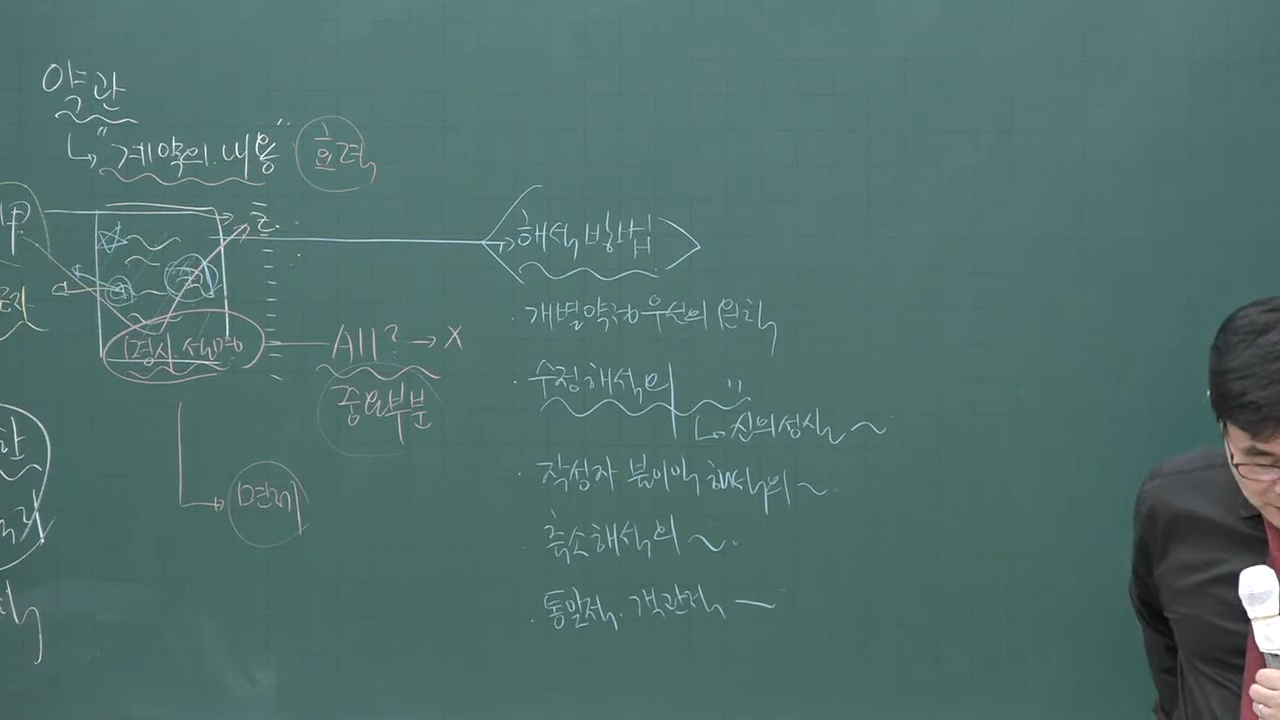 약관
"계약의 내용" 효력
해석방법
명시. 설명 All? → X
중요부분
면제
· 개별약정우선의 원칙
· 수정해석의 〃
↳ 신의성실 ~
· 작성자 불이익 해석의 ~
· 축소해석의 ~
· 통일적. 객관적 ~